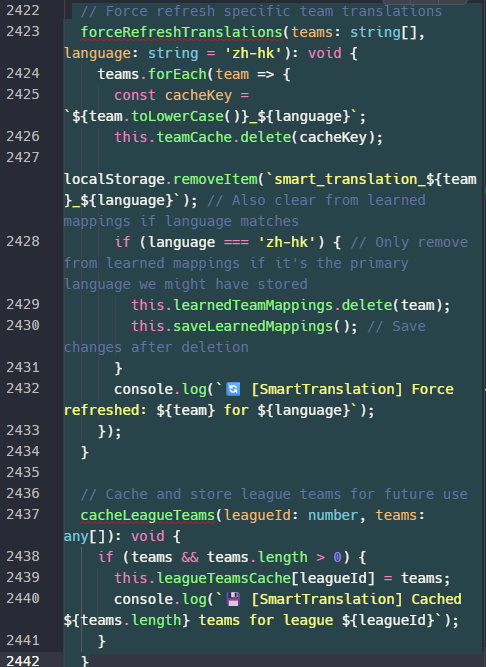 2422 // Force refresh specific team translations
2423 forceRefreshTranslations(teams: string[],
language: string = 'zh-hk'): void {
2424 teams.forEach(team => {
2425 const cacheKey =
`${team.toLowerCase()}_${language}`;
2426 this.teamCache.delete(cacheKey);
2427
localStorage.removeItem(`smart_translation_${team
}_${language}`); // Also clear from learned
mappings if language matches
2428 if (language === 'zh-hk') { // Only remove
from learned mappings if it's the primary
language we might have stored
2429 this.learnedTeamMappings.delete(team);
2430 this.saveLearnedMappings(); // Save
changes after deletion
2431 }
2432 console.log(`🔄 [SmartTranslation] Force
refreshed: ${team} for ${language}`);
2433 });
2434 }
2435
2436 // Cache and store league teams for future use
2437 cacheLeagueTeams(leagueId: number, teams:
any[]): void {
2438 if (teams && teams.length > 0) {
2439 this.leagueTeamsCache[leagueId] = teams;
2440 console.log(`💾 [SmartTranslation] Cached
${teams.length} teams for league ${leagueId}`);
2441 }
2442 }